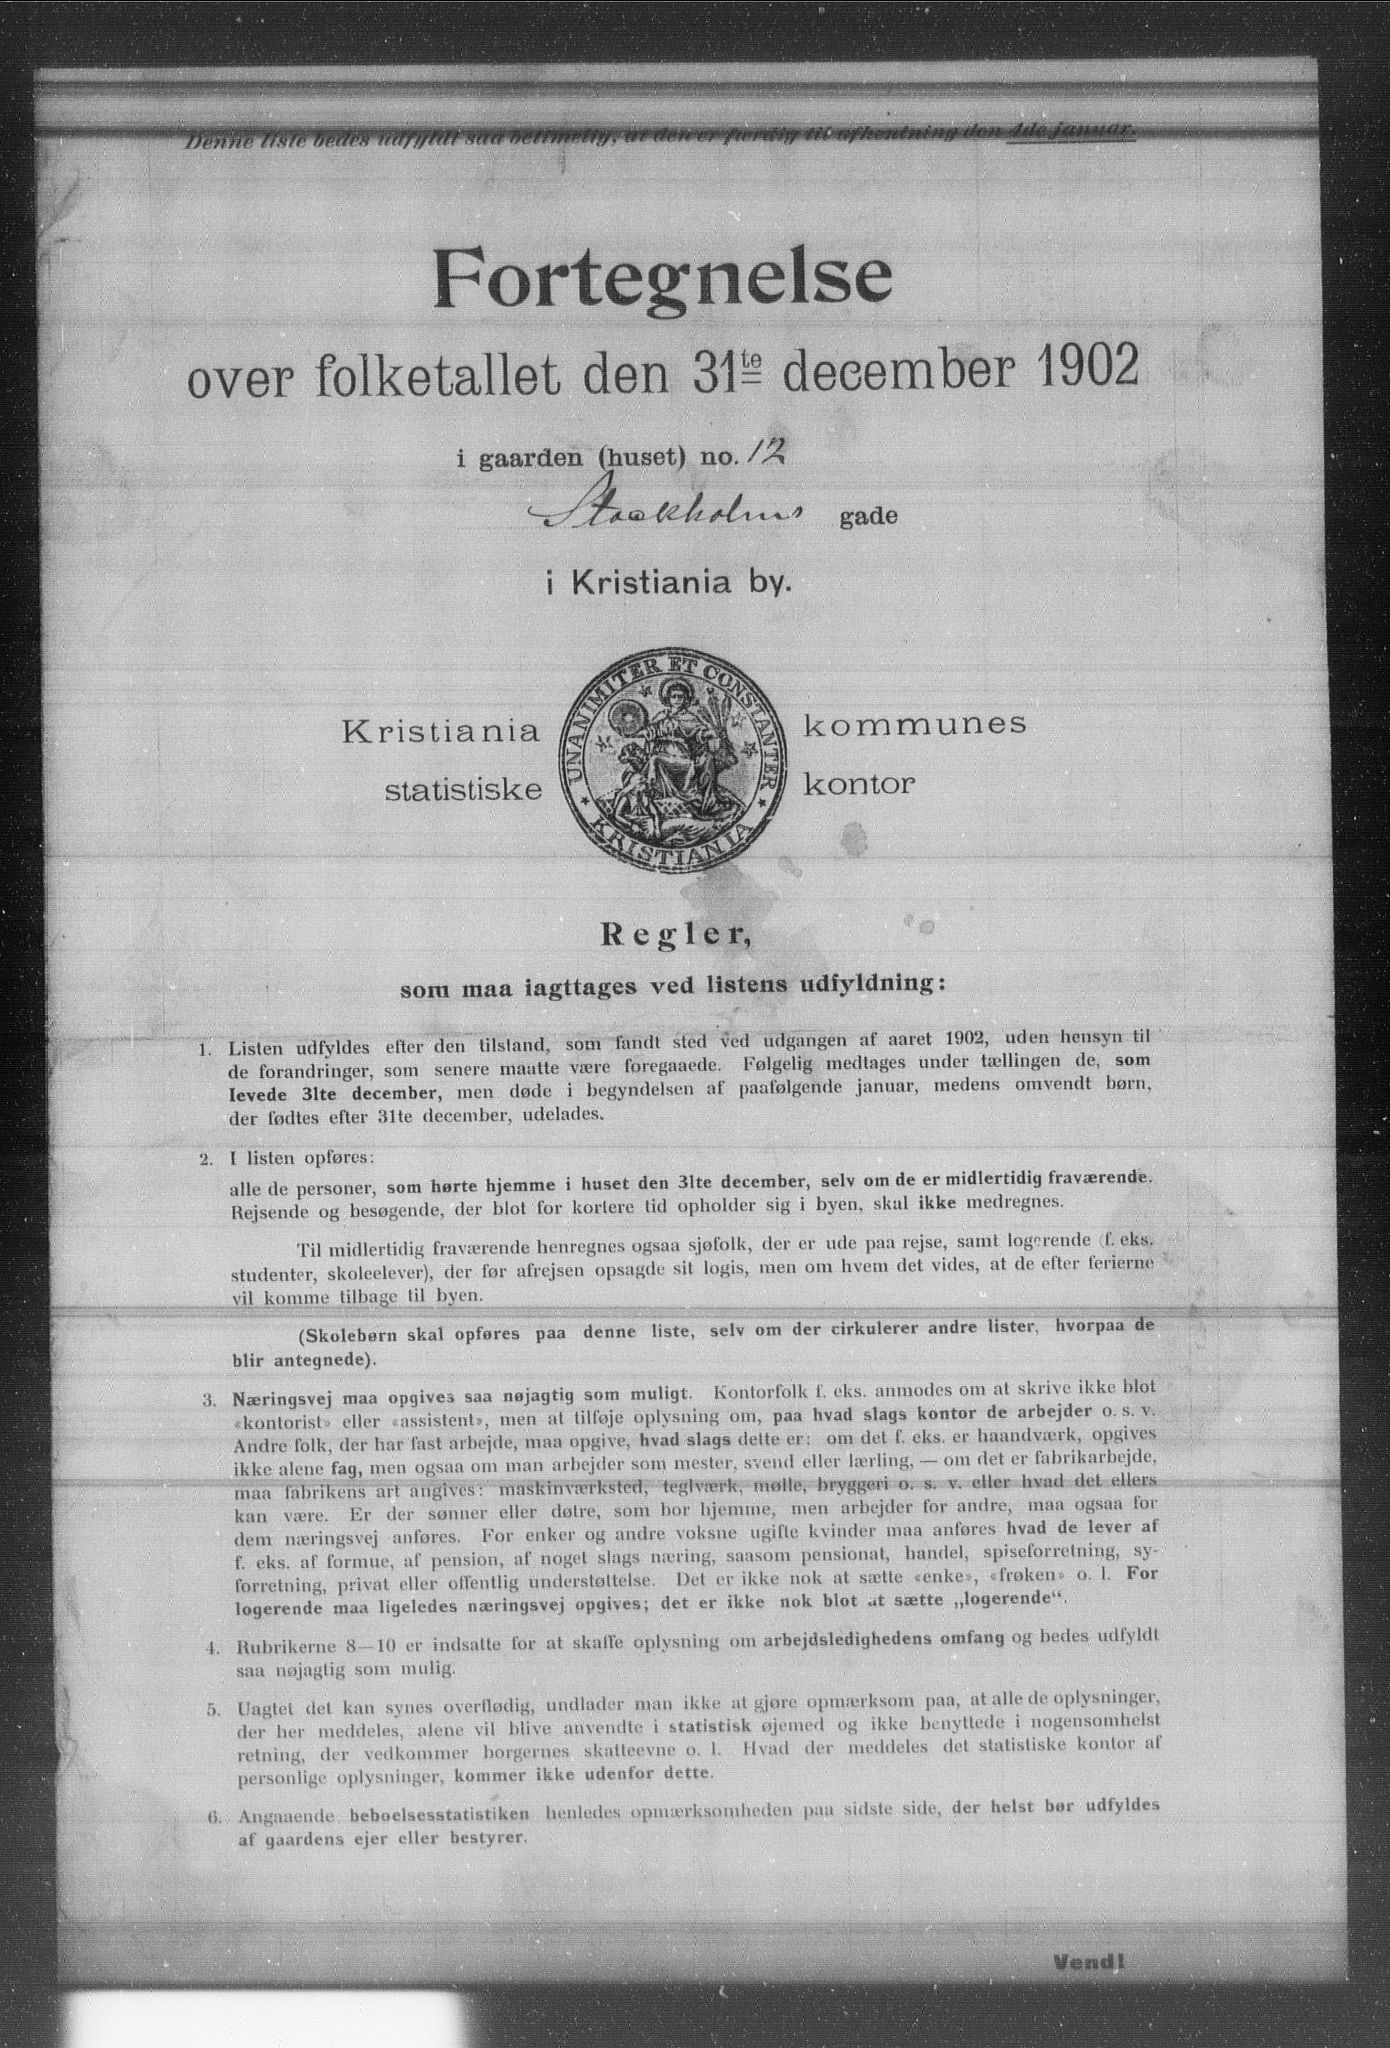 Denne liste bedes udfyldt saa betimelig, at den er færdig til afhentning den 4de januar.
Fortegnelse
over folketallet den 31te december 1902
i gaarden (huset) no. 12
Stockholms gade
i Kristiania by.
UNANIMITER ET CONSTANTER
* KRISTIANIA *
Kristiania kommunes
statistiske kontor
Regler,
som maa iagttages ved listens udfyldning:
1. Listen udfyldes efter den tilstand, som fandt sted ved udgangen af aaret 1902, uden hensyn til
de forandringer, som senere maatte være foregaaede. Følgelig medtages under tællingen de, som
levede 31te december, men døde i begyndelsen af paafølgende januar, medens omvendt børn,
der fødtes efter 31te december, udelades.
2. I listen opføres:
alle de personer, som hørte hjemme i huset den 31te december, selv om de er midlertidig fraværende.
Rejsende og besøgende, der blot for kortere tid opholder sig i byen, skal ikke medregnes.
Til midlertidig fraværende henregnes ogsaa sjøfolk, der er ude paa rejse, samt logerende (f. eks.
studenter, skoleelever), der før afrejsen opsagde sit logis, men om hvem det vides, at de efter ferierne
vil komme tilbage til byen.
(Skolebørn skal opføres paa denne liste, selv om der cirkulerer andre lister, hvorpaa de
blir antegnede).
3. Næringsvej maa opgives saa nøjagtig som muligt. Kontorfolk f. eks. anmodes om at skrive ikke blot
«kontorist» eller «assistent», men at tilføje oplysning om, paa hvad slags kontor de arbejder o. s. v.
Andre folk, der har fast arbejde, maa opgive, hvad slags dette er: om det f. eks. er haandværk, opgives
ikke alene fag, men ogsaa om man arbejder som mester, svend eller lærling, — om det er fabrikarbejde,
maa fabrikens art angives: maskinværksted, teglværk, mølle, bryggeri o. s. v. eller hvad det ellers
kan være. Er der sønner eller døtre, som bor hjemme, men arbejder for andre, maa ogsaa for
dem næringsvej anføres. For enker og andre voksne ugifte kvinder maa anføres hvad de lever af
f. eks. af formue, af pension, af noget slags næring, saasom pensionat, handel, spiseforretning, sy-
forretning, privat eller offentlig understøttelse. Det er ikke nok at sætte «enke», «frøken» o. l. For
logerende maa ligeledes næringsvej opgives; det er ikke nok blot at sætte „logerende“.
4. Rubrikerne 8—10 er indsatte for at skaffe oplysning om arbejdsledighedens omfang og bedes udfyldt
saa nøjagtig som mulig.
5. Uagtet det kan synes overflødig, undlader man ikke at gjøre opmærksom paa, at alle de oplysninger,
der her meddeles, alene vil blive anvendte i statistisk øjemed og ikke benyttede i nogensomhelst
retning, der vedkommer borgernes skatteevne o. l. Hvad der meddeles det statistiske kontor af
personlige oplysninger, kommer ikke udenfor dette.
6. Angaaende beboelsesstatistiken henledes opmærksomheden paa sidste side, der helst bør udfyldes
af gaardens ejer eller bestyrer.
Vend!